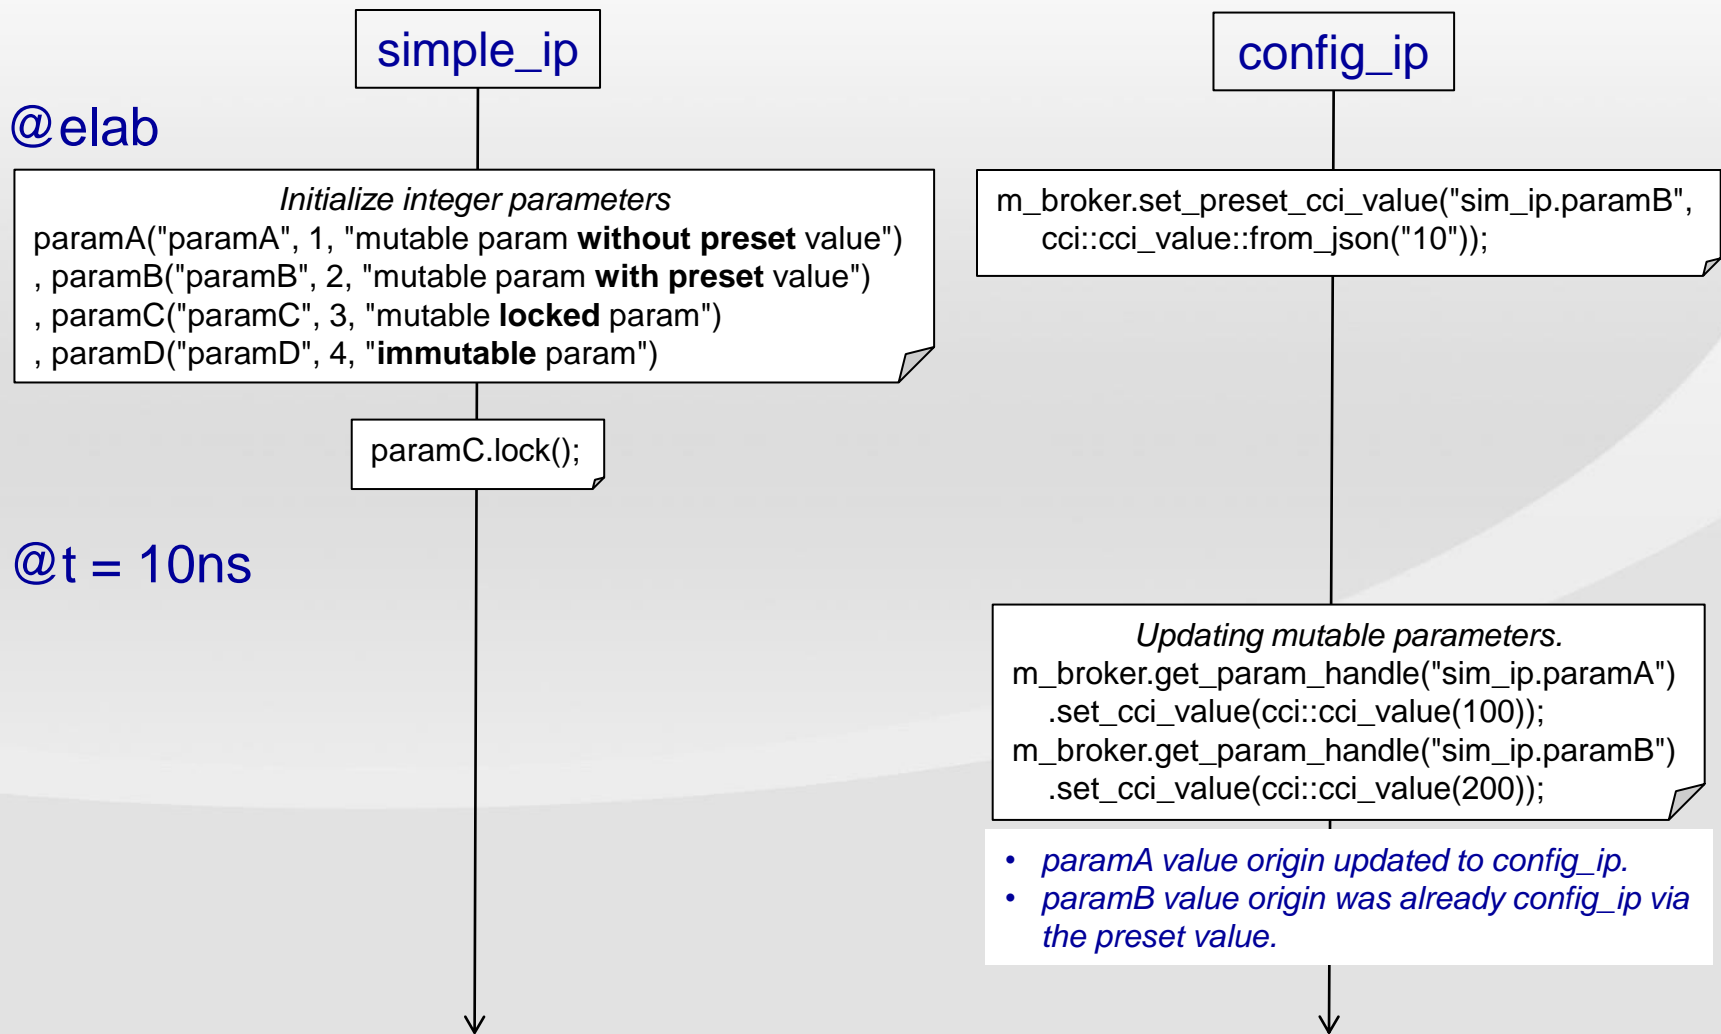 simple_ip
config_ip
@elab
Initialize integer parameters
paramA("paramA", 1, "mutable param without preset value")
, paramB("paramB", 2, "mutable param with preset value")
, paramC("paramC", 3, "mutable locked param")
, paramD("paramD", 4, "immutable param")
m_broker.set_preset_cci_value("sim_ip.paramB",
cci::cci_value::from_json("10"));
paramC.lock();
@t = 10ns
Updating mutable parameters.
m_broker.get_param_handle("sim_ip.paramA")
.set_cci_value(cci::cci_value(100));
m_broker.get_param_handle("sim_ip.paramB")
.set_cci_value(cci::cci_value(200));
• paramA value origin updated to config_ip.
• paramB value origin was already config_ip via
the preset value.